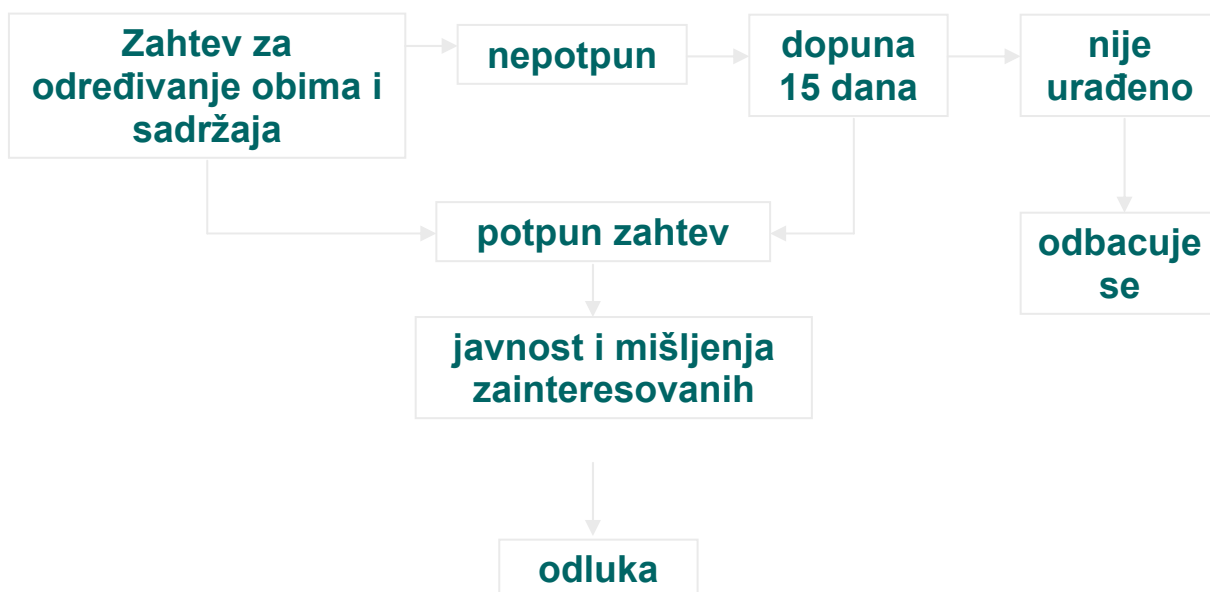 Zahtev za
određivanje obima i
sadržaja
nepotpun
dopuna
15 dana
nije
urađeno
potpun zahtev
odbacuje
se
javnost i mišljenja
zainteresovanih
odluka